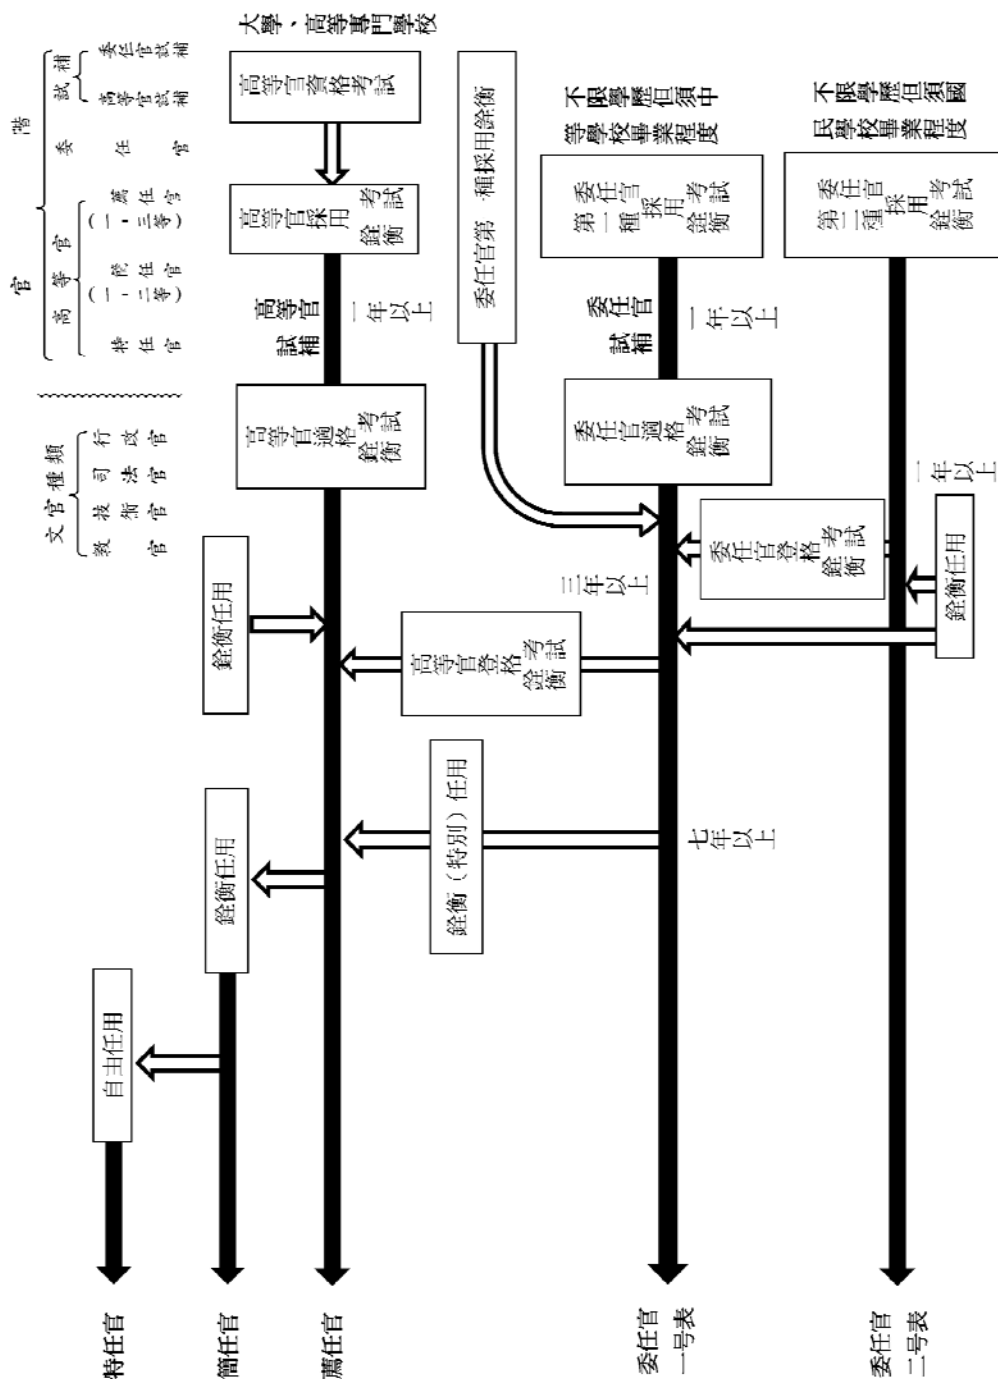 大學、高等專門學校
官階
試補
委任官試補
高等官試補
委任官
高等官
薦任官
(一‧三等)
簡任官
(一‧二等)
特任官
文官種類
行政官
司法官
技術官
教官
高等官資格考試
高等官採用考試
銓衡
高等官
試補
一年以上
高等官適格考試
銓衡
銓衡任用
銓衡任用
自由任用
委任官第一種採用銓衡
不限學歷但須中
等學校畢業程度
委任官考試
第一種採用
銓衡
委任官
試補
一年以上
委任官適格考試
銓衡
三年以上
高等官登格考試
銓衡
銓衡（特別）任用
七年以上
不限學歷但須國
民學校畢業程度
委任官考試
第二種採用
銓衡
一年以上
委任官登格考試
銓衡
銓衡任用
特任官
簡任官
薦任官
委任官
一号表
委任官
二号表